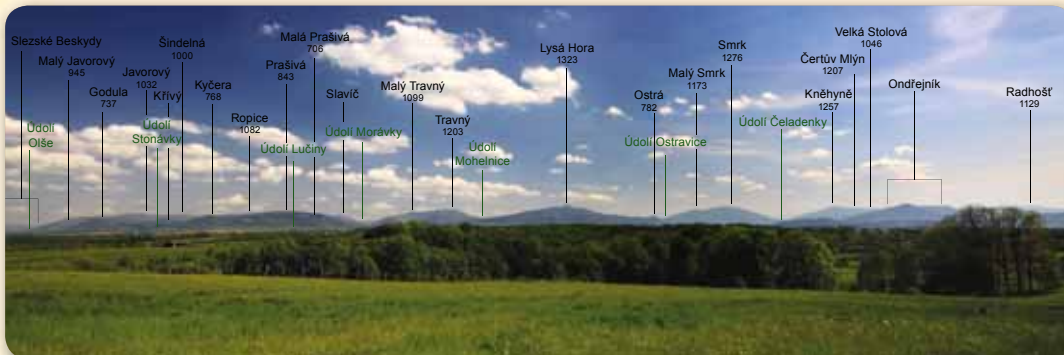 Slezské Beskydy
Malý Javorový
945
Godula
737
Javorový
1032
Křívý
Šindelná
1000
Kyčera
768
Ropice
1082
Prašivá
843
Malá Prašivá
706
Slavíč
Malý Travný
1099
Travný
1203
Lysá Hora
1323
Ostrá
782
Malý Smrk
1173
Smrk
1276
Kněhyně
1257
Čertův Mlýn
1207
Velká Stolová
1046
Ondřejník
Radhošť
1129
Údolí
Olše
Údolí
Stonávky
Údolí Lučiny
Údolí Morávky
Údolí
Mohelnice
Údolí Ostravice
Údolí Čeladenky